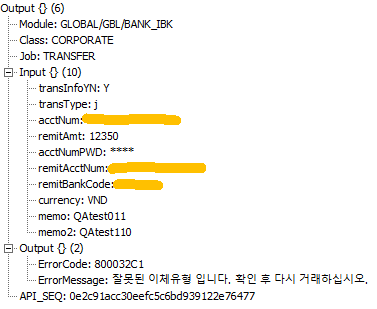 Output {} (6)
Module: GLOBAL/GBL/BANK_IBK
Class: CORPORATE
Job: TRANSFER
Input {} (10)
transInfoYN: Y
transType: j
acctNum:
remitAmt: 12350
acctNumPWD: ****
remitAcctNum:
remitBankCode:
currency: VND
memo: QAtest011
memo2: QAtest110
Output {} (2)
ErrorCode: 800032C1
ErrorMessage: 잘못된 이체유형 입니다. 확인 후 다시 거래하십시오.
API_SEQ: 0e2c91acc30eefc5c6bd939122e76477